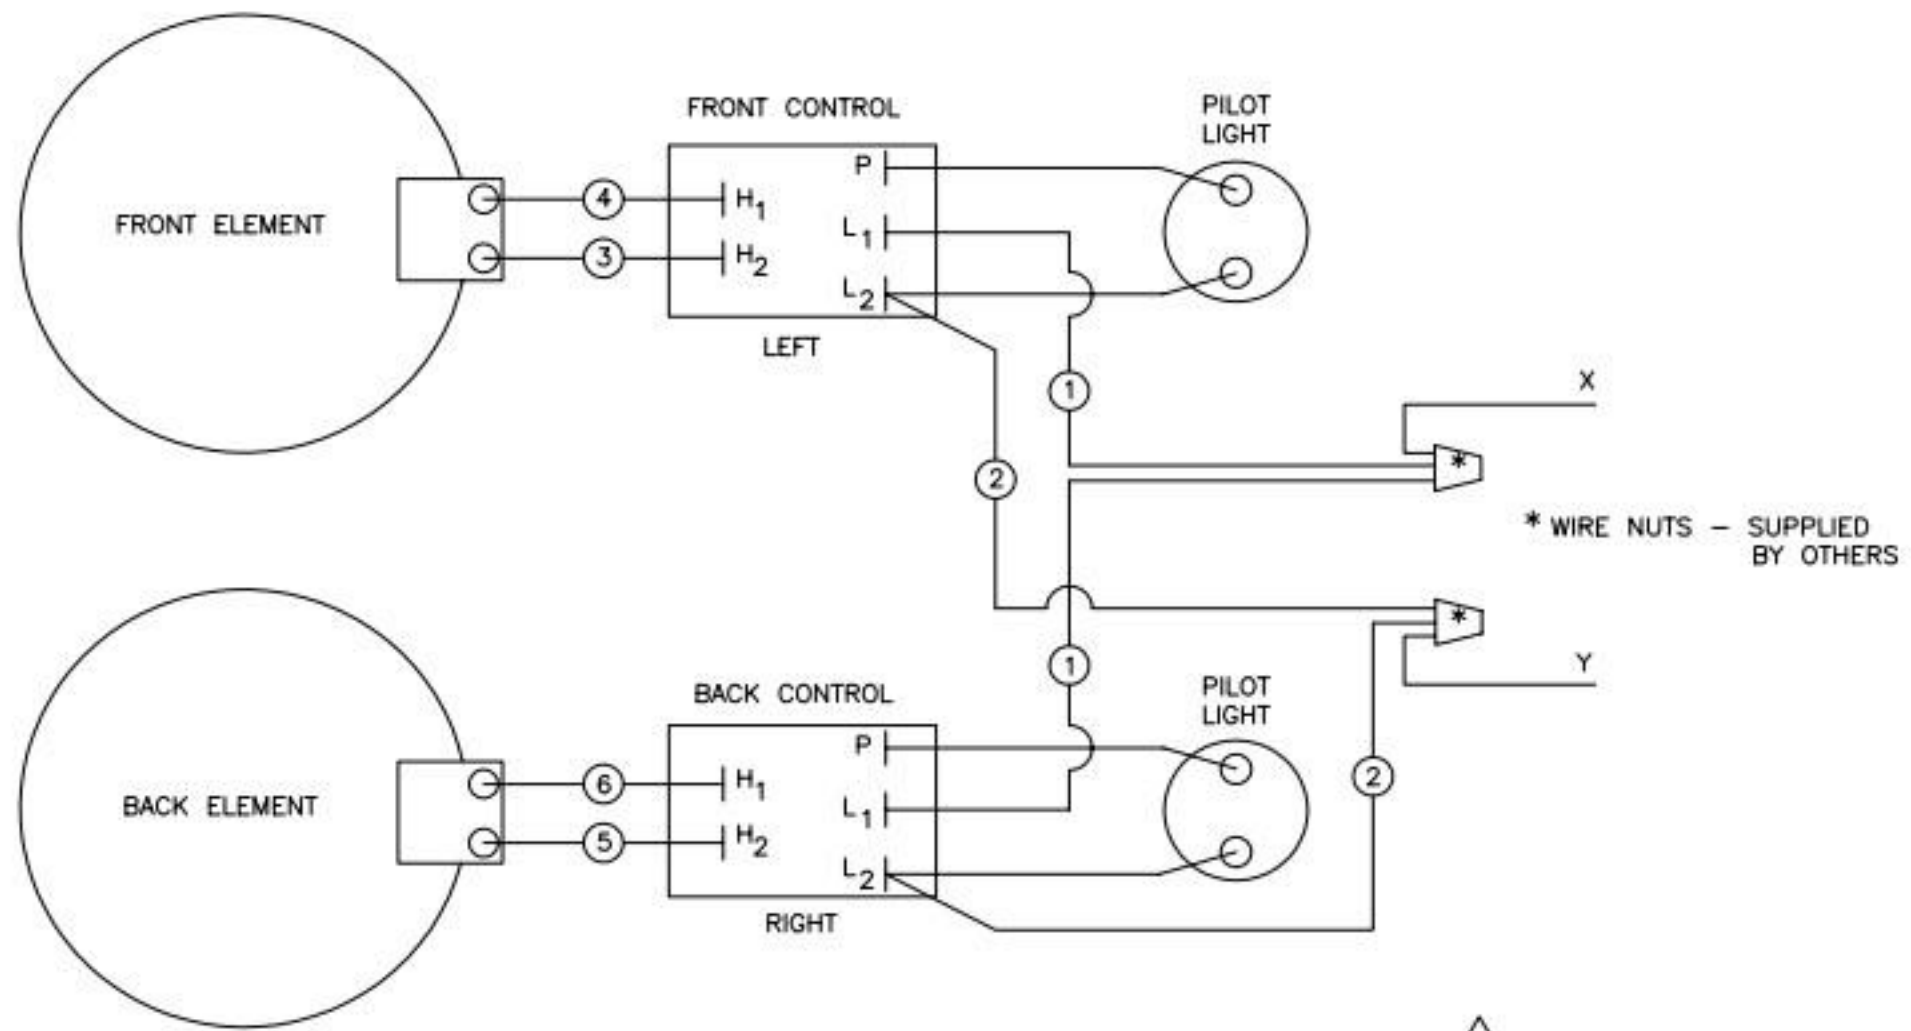 FRONT CONTROL
PILOT
LIGHT
FRONT ELEMENT
4
3
H1
H2
P
L1
L2
LEFT
1
2
X
*
* WIRE NUTS – SUPPLIED
BY OTHERS
*
Y
1
BACK CONTROL
PILOT
LIGHT
BACK ELEMENT
6
5
H1
H2
P
L1
L2
2
RIGHT